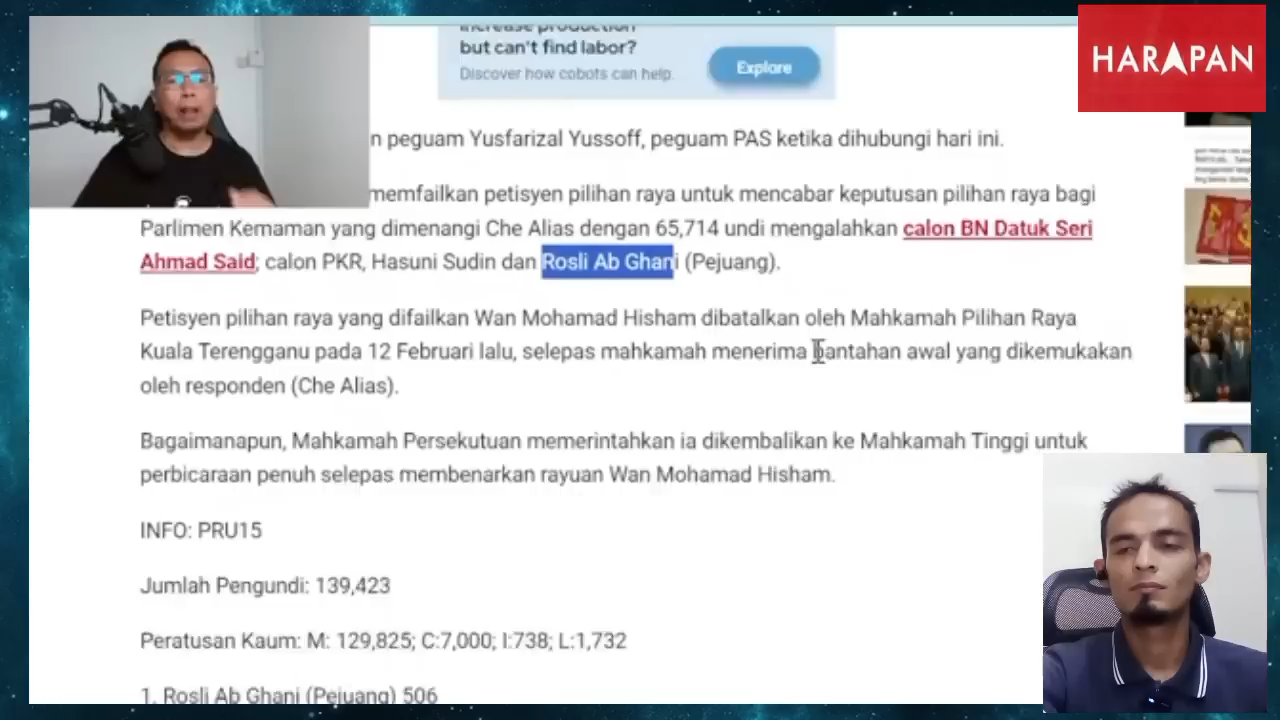 increase production
but can't find labor?
Discover how cobots can help.
Explore
HARAPAN
n peguam Yusfarizal Yussoff, peguam PAS ketika dihubungi hari ini.
memfailkan petisyen pilihan raya untuk mencabar keputusan pilihan raya bagi
Parlimen Kemaman yang dimenangi Che Alias dengan 65,714 undi mengalahkan calon BN Datuk Seri
Ahmad Said; calon PKR, Hasuni Sudin dan Rosli Ab Ghani (Pejuang).
Petisyen pilihan raya yang difailkan Wan Mohamad Hisham dibatalkan oleh Mahkamah Pilihan Raya
Kuala Terengganu pada 12 Februari lalu, selepas mahkamah menerima bantahan awal yang dikemukakan
oleh responden (Che Alias).
Bagaimanapun, Mahkamah Persekutuan memerintahkan ia dikembalikan ke Mahkamah Tinggi untuk
perbicaraan penuh selepas membenarkan rayuan Wan Mohamad Hisham.
INFO: PRU15
Jumlah Pengundi: 139,423
Peratusan Kaum: M: 129,825; C:7,000; I:738; L:1,732
1. Rosli Ab Ghani (Pejuang) 506